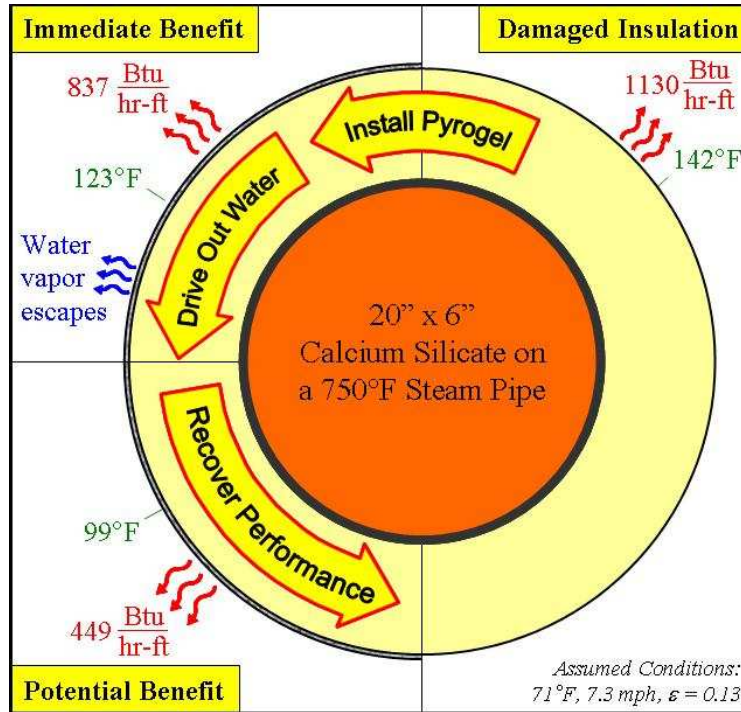 Immediate Benefit
Damaged Insulation
837 Btu
hr-ft
1130 Btu
hr-ft
Install Pyrogel
142°F
123°F
Drive Out Water
Water
vapor
escapes
20” x 6”
Calcium Silicate on
a 750°F Steam Pipe
Recover Performance
99°F
449 Btu
hr-ft
Potential Benefit
Assumed Conditions:
71°F, 7.3 mph, ε = 0.13